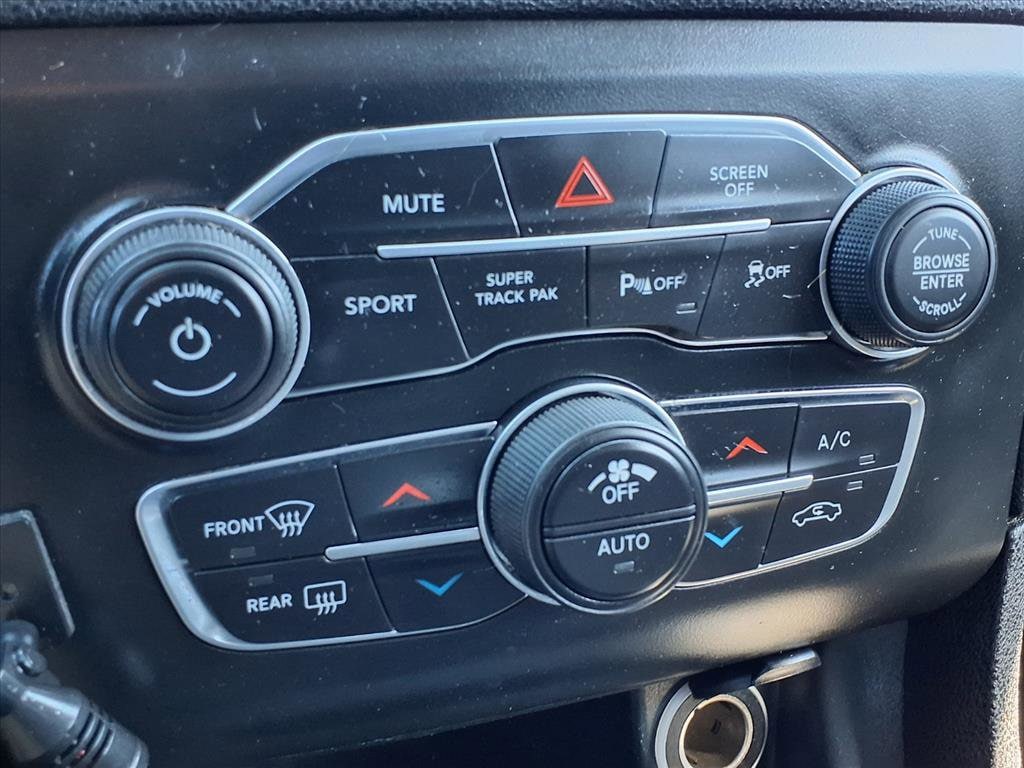 MUTE
SCREEN
OFF
VOLUME
SPORT
SUPER
TRACK PAK
P OFF
OFF
TUNE
BROWSE
ENTER
SCROLL
FRONT
REAR
OFF
AUTO
A/C